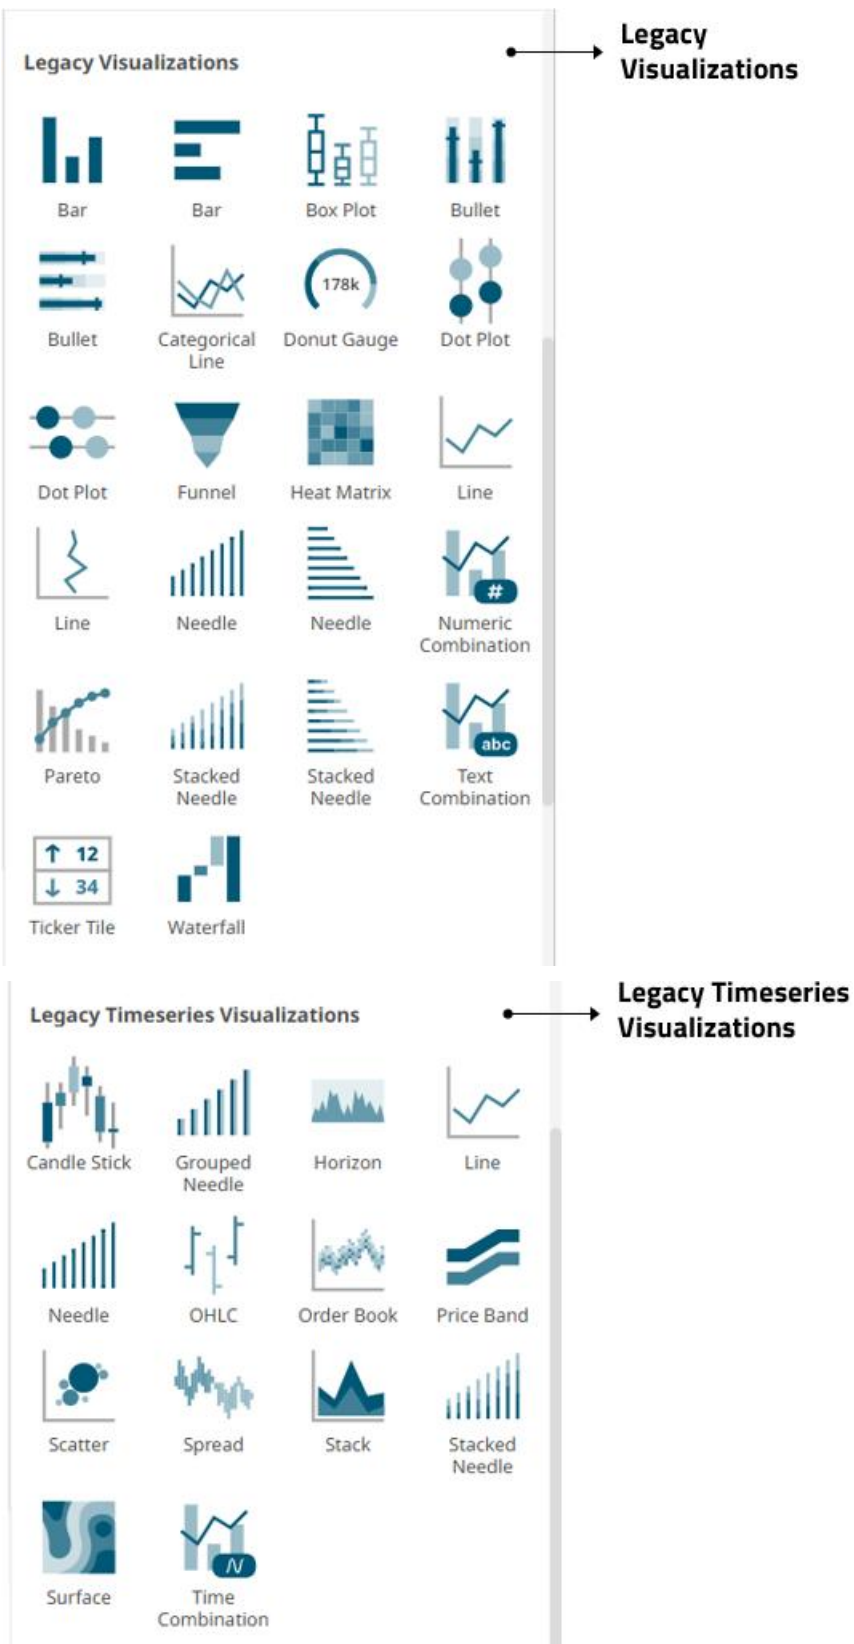 Legacy
Visualizations
Legacy Visualizations
Bar
Bar
Box Plot
Bullet
178k
Bullet
Categorical
Line
Donut Gauge
Dot Plot
Dot Plot
Funnel
Heat Matrix
Line
#
Line
Needle
Needle
Numeric
Combination
abc
Pareto
Stacked
Needle
Stacked
Needle
Text
Combination
↑ 12
↓ 34
Ticker Tile
Waterfall
Legacy Timeseries
Visualizations
Legacy Timeseries Visualizations
Candle Stick
Grouped
Needle
Horizon
Line
Needle
OHLC
Order Book
Price Band
Scatter
Spread
Stack
Stacked
Needle
Surface
Time
Combination